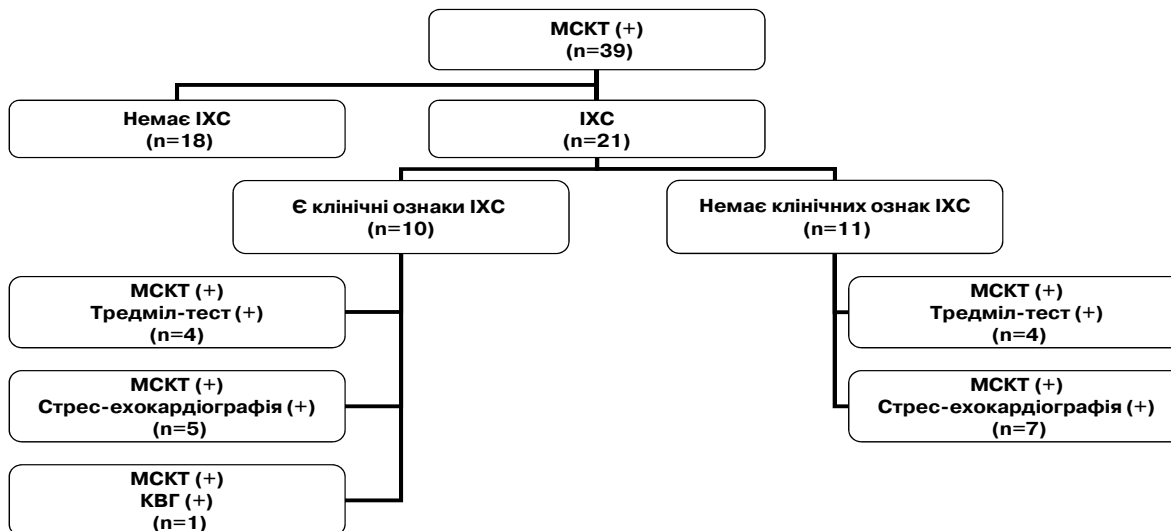 МСКТ (+)
(n=39)
Немає ІХС
(n=18)
ІХС
(n=21)
Є клінічні ознаки ІХС
(n=10)
Немає клінічних ознак ІХС
(n=11)
МСКТ (+)
Тредміл-тест (+)
(n=4)
МСКТ (+)
Стрес-ехокардіографія (+)
(n=5)
МСКТ (+)
КВГ (+)
(n=1)
МСКТ (+)
Тредміл-тест (+)
(n=4)
МСКТ (+)
Стрес-ехокардіографія (+)
(n=7)